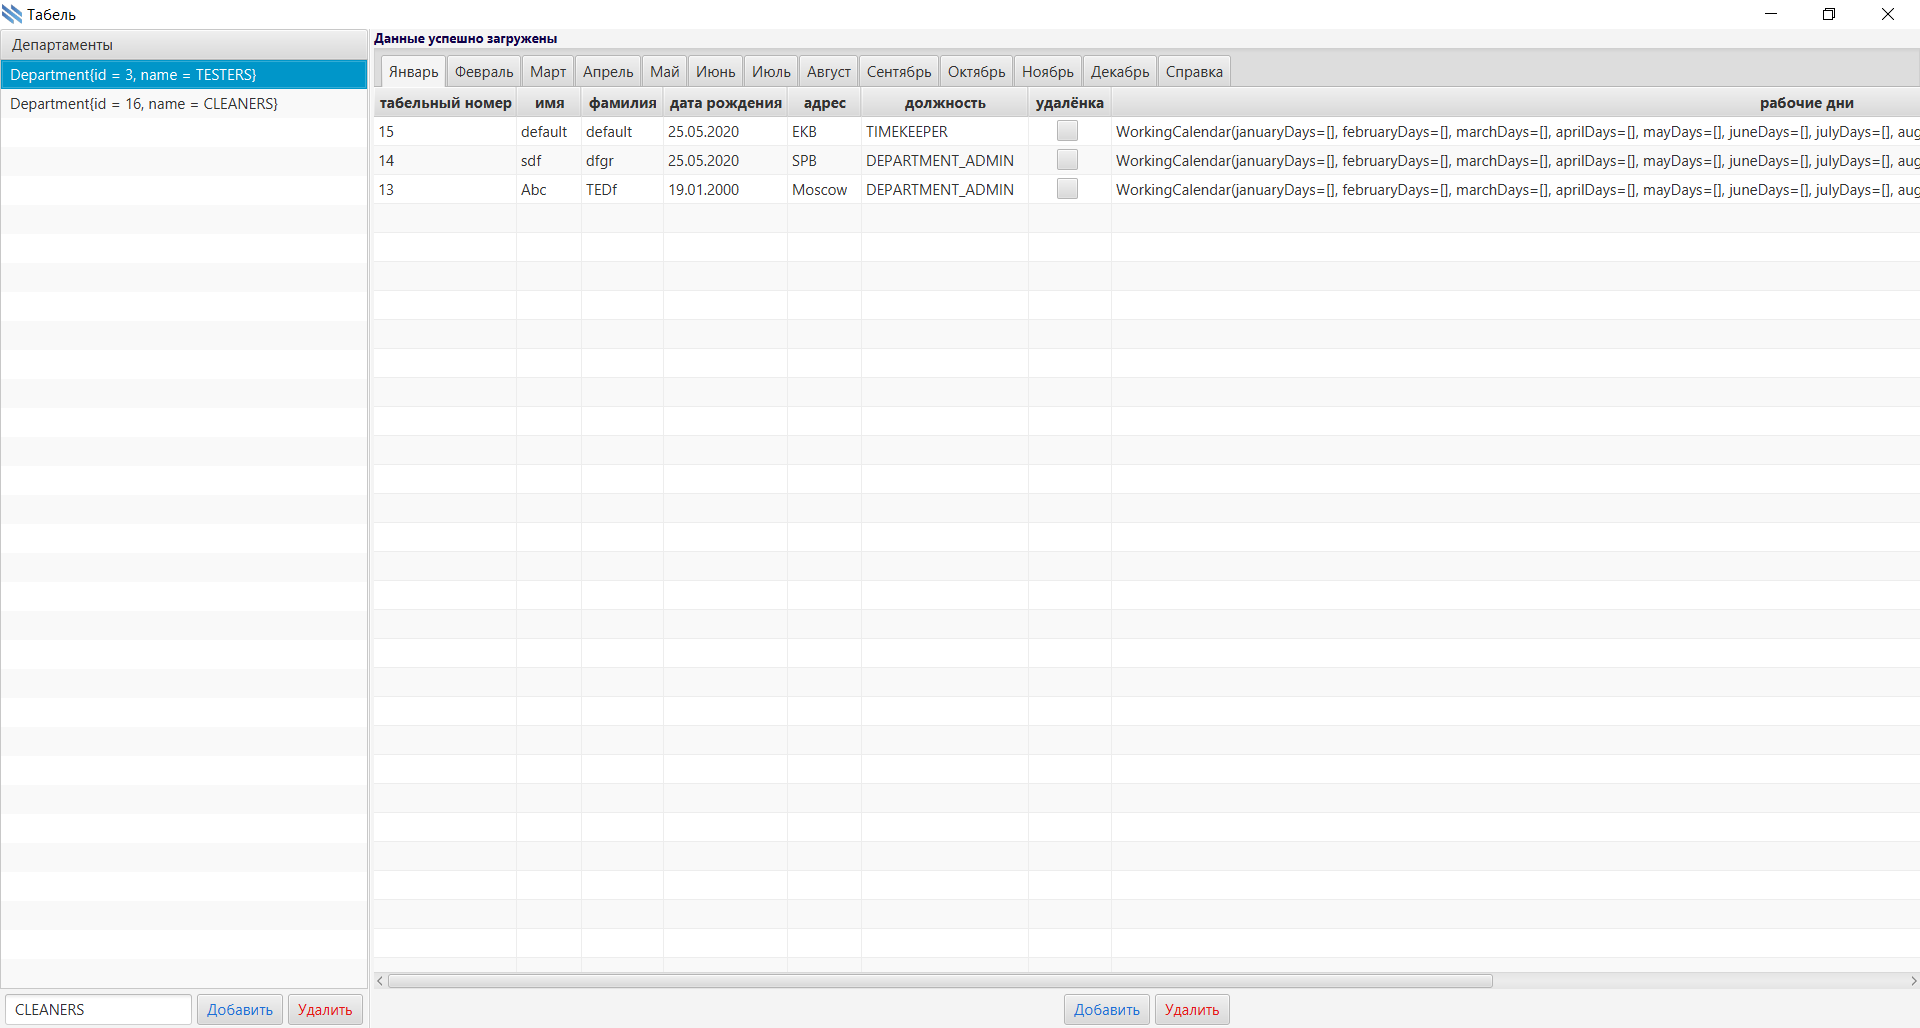 Табель
Департаменты
Department{id = 3, name = TESTERS}
Department{id = 16, name = CLEANERS}
CLEANERS Добавить Удалить
Данные успешно загружены
Январь Февраль Март Апрель Май Июнь Июль Август Сентябрь Октябрь Ноябрь Декабрь Справка
табельный номер имя фамилия дата рождения адрес должность удалёнка рабочие дни
15 default default 25.05.2020 EKB TIMEKEEPER WorkingCalendar(januaryDays=[], februaryDays=[], marchDays=[], aprilDays=[], mayDays=[], juneDays=[], julyDays=[], aug
14 sdf dfgr 25.05.2020 SPB DEPARTMENT_ADMIN WorkingCalendar(januaryDays=[], februaryDays=[], marchDays=[], aprilDays=[], mayDays=[], juneDays=[], julyDays=[], aug
13 Abc TEDf 19.01.2000 Moscow DEPARTMENT_ADMIN WorkingCalendar(januaryDays=[], februaryDays=[], marchDays=[], aprilDays=[], mayDays=[], juneDays=[], julyDays=[], aug
Добавить Удалить